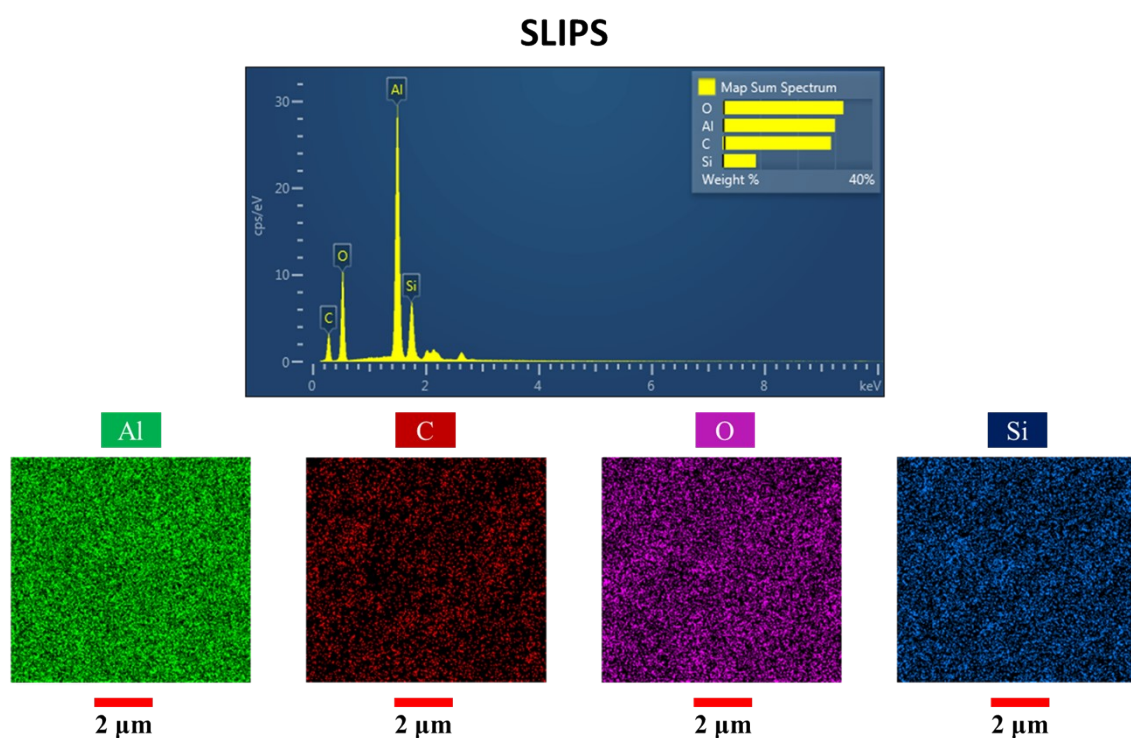 SLIPS
Map Sum Spectrum
O
Al
C
Si
Weight % 40%
cps/eV
30
20
10
0
Al
O
Si
C
0 2 4 6 8 keV
Al C O Si
2 µm 2 µm 2 µm 2 µm